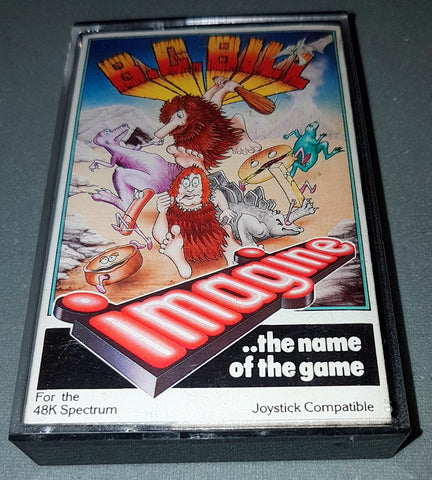 B.C. BILL
imagine
..the name
of the game
For the
48K Spectrum
Joystick Compatible